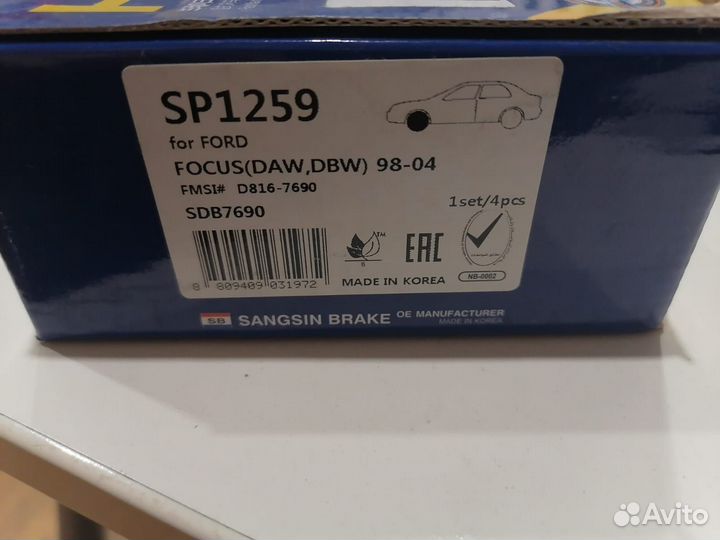 SP1259
for FORD
FOCUS(DAW,DBW) 98-04
FMSI# D816-7690
SDB7690
1set/4pcs
TM
EAC
NB-0002
8 809409 031972
MADE IN KOREA
SB SANGSIN BRAKE OE MANUFACTURER
MADE IN KOREA
Avito